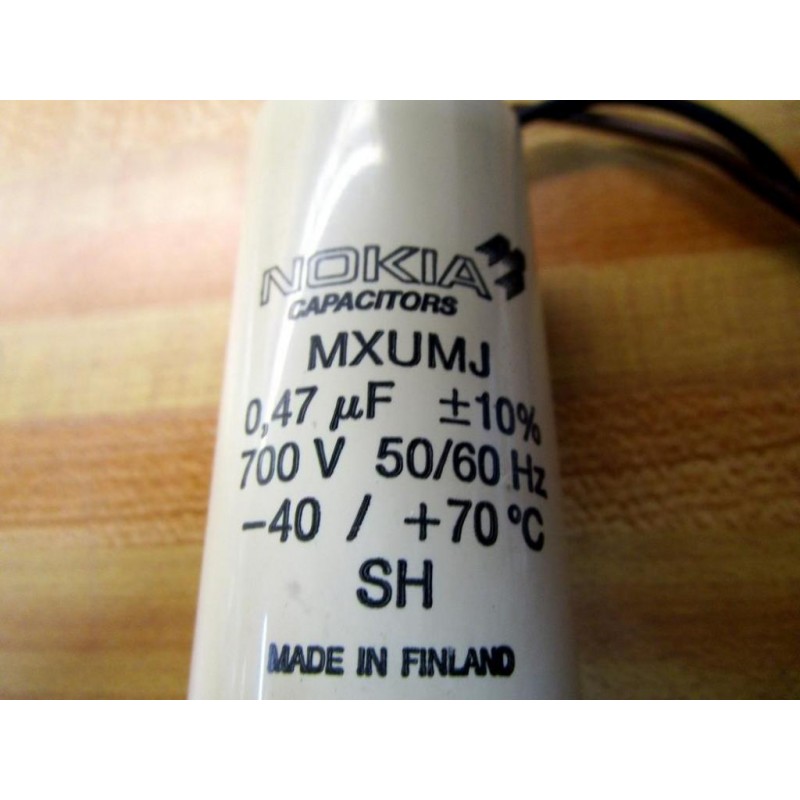 NOKIA
CAPACITORS
MXUMJ
0,47 µF ±10%
700 V 50/60 Hz
-40 / +70 °C
SH
MADE IN FINLAND